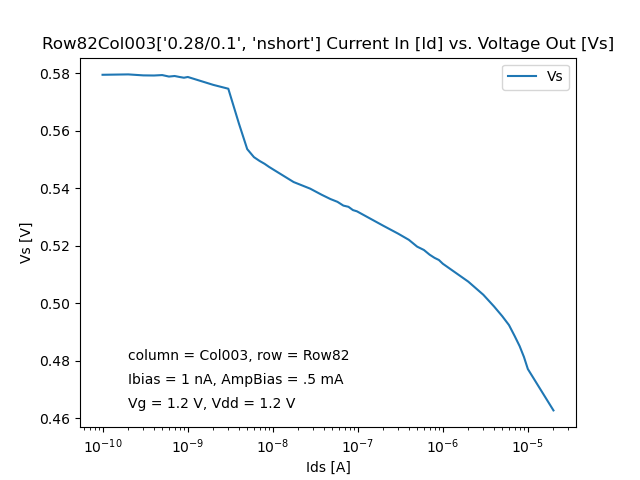 Row82Col003['0.28/0.1', 'nshort'] Current In [Id] vs. Voltage Out [Vs]
Vs
0.58
0.56
0.54
0.52
0.50
0.48
0.46
Vs [V]
column = Col003, row = Row82
Ibias = 1 nA, AmpBias = .5 mA
Vg = 1.2 V, Vdd = 1.2 V
10⁻¹⁰ 10⁻⁹ 10⁻⁸ 10⁻⁷ 10⁻⁶ 10⁻⁵
Ids [A]